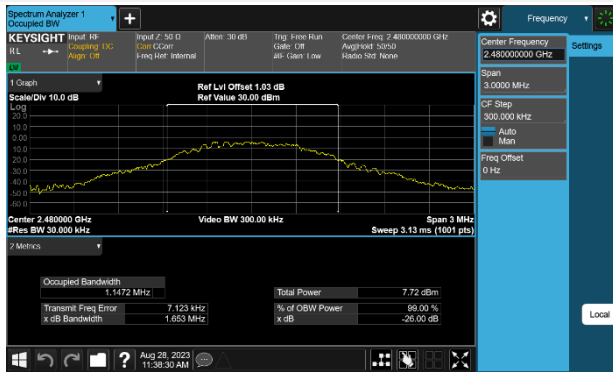 Spectrum Analyzer 1
Occupied BW
Frequency
KEYSIGHT
Input: RF
Input Z: 50 Ω
Atten: 30 dB
Trig: Free Run
Center Freq: 2.480000000 GHz
R L
Coupling: DC
Corr CCorr
Gate: Off
Avg|Hold: 50/50
Align: Off
Freq Ref: Internal
#IF Gain: Low
Radio Std: None
Center Frequency
2.480000000 GHz
Settings
Span
3.0000 MHz
CF Step
300.000 kHz
Auto
Man
Freq Offset
0 Hz
Local
1 Graph
Ref Lvl Offset 1.03 dB
Scale/Div 10.0 dB
Ref Value 30.00 dBm
Log
20.0
10.0
0.00
-10.0
-20.0
-30.0
-40.0
-50.0
-60.0
Center 2.480000 GHz
Video BW 300.00 kHz
Span 3 MHz
#Res BW 30.000 kHz
Sweep 3.13 ms (1001 pts)
2 Metrics
Occupied Bandwidth
1.1472 MHz
Total Power
7.72 dBm
Transmit Freq Error
7.123 kHz
% of OBW Power
99.00 %
x dB Bandwidth
1.653 MHz
x dB
-26.00 dB
?
Aug 28, 2023
11:38:30 AM